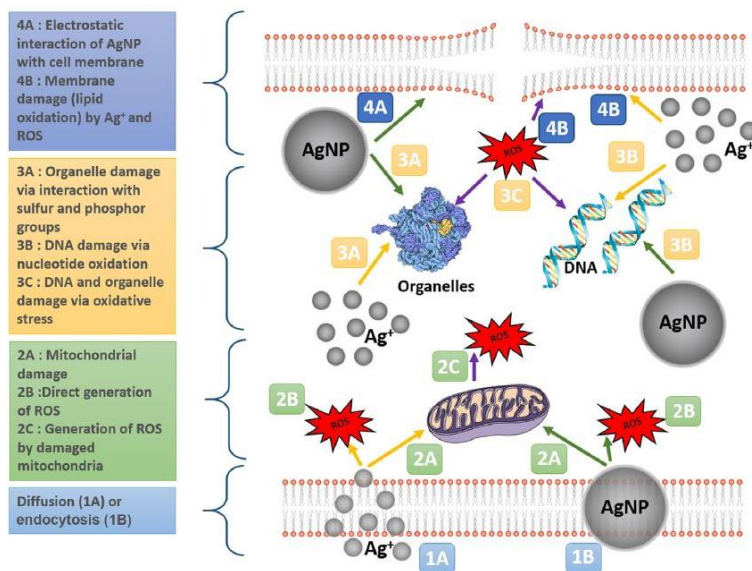 4A : Electrostatic
interaction of AgNP
with cell membrane
4B : Membrane
damage (lipid
oxidation) by Ag⁺ and
ROS
3A : Organelle damage
via interaction with
sulfur and phosphor
groups
3B : DNA damage via
nucleotide oxidation
3C : DNA and organelle
damage via oxidative
stress
2A : Mitochondrial
damage
2B :Direct generation
of ROS
2C : Generation of ROS
by damaged
mitochondria
Diffusion (1A) or
endocytosis (1B)
4A
4B
4B
AgNP
ROS
Ag⁺
3A
3C
3B
3A
Organelles
DNA
3B
Ag⁺
AgNP
ROS
2C
2B
ROS
2A
2A
ROS
2B
AgNP
Ag⁺
1A
1B